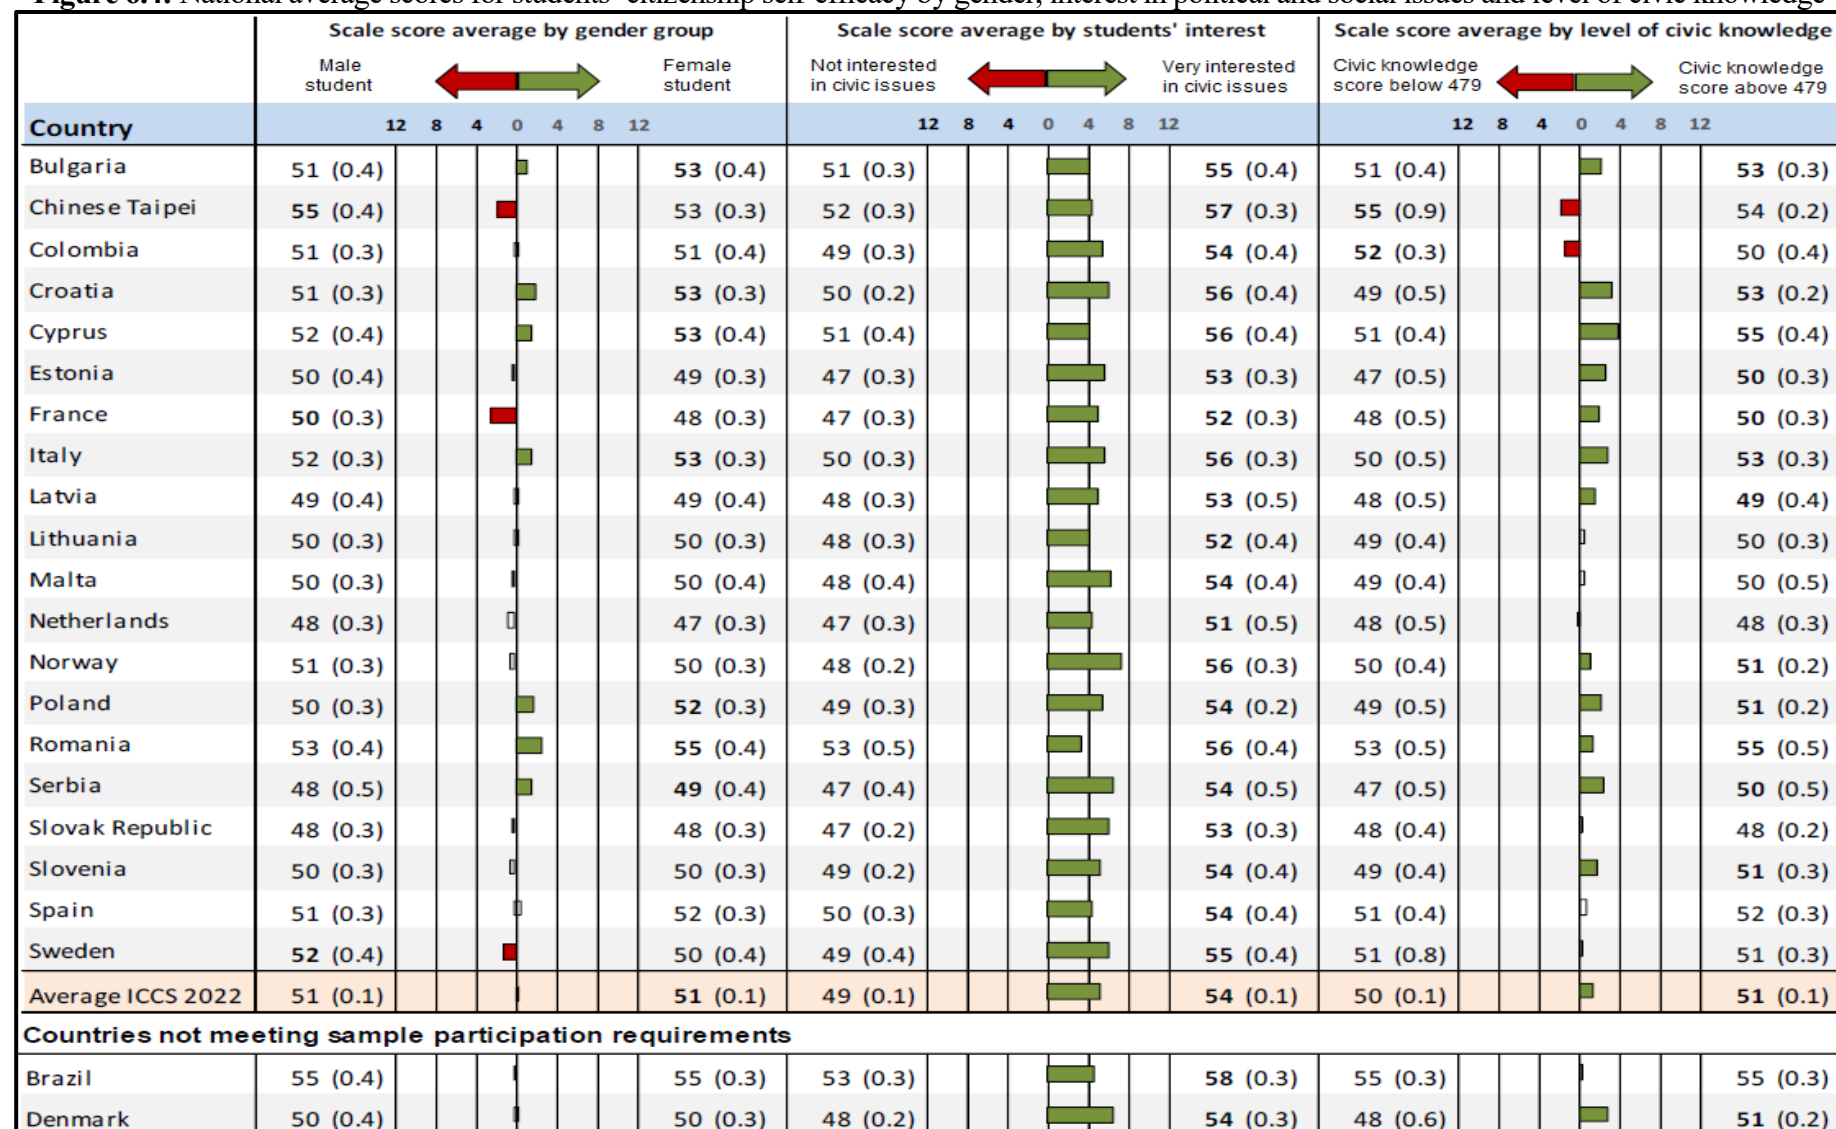 Figure 6.4. National average scores for students' citizenship self-efficacy by gender, interest in political and social issues and level of civic knowledge
Scale score average by gender group Scale score average by students' interest Scale score average by level of civic knowledge
Male student Female student Not interested in civic issues Very interested in civic issues Civic knowledge score below 479 Civic knowledge score above 479
Country 12 8 4 0 4 8 12 12 8 4 0 4 8 12 12 8 4 0 4 8 12
Bulgaria 51 (0.4) 53 (0.4) 51 (0.3) 55 (0.4) 51 (0.4) 53 (0.3)
Chinese Taipei 55 (0.4) 53 (0.3) 52 (0.3) 57 (0.3) 55 (0.9) 54 (0.2)
Colombia 51 (0.3) 51 (0.4) 49 (0.3) 54 (0.4) 52 (0.3) 50 (0.4)
Croatia 51 (0.3) 53 (0.3) 50 (0.2) 56 (0.4) 49 (0.5) 53 (0.2)
Cyprus 52 (0.4) 53 (0.4) 51 (0.4) 56 (0.4) 51 (0.4) 55 (0.4)
Estonia 50 (0.4) 49 (0.3) 47 (0.3) 53 (0.3) 47 (0.5) 50 (0.3)
France 50 (0.3) 48 (0.3) 47 (0.3) 52 (0.3) 48 (0.5) 50 (0.3)
Italy 52 (0.3) 53 (0.3) 50 (0.3) 56 (0.3) 50 (0.5) 53 (0.3)
Latvia 49 (0.4) 49 (0.4) 48 (0.3) 53 (0.5) 48 (0.5) 49 (0.4)
Lithuania 50 (0.3) 50 (0.3) 48 (0.3) 52 (0.4) 49 (0.4) 50 (0.3)
Malta 50 (0.3) 50 (0.4) 48 (0.4) 54 (0.4) 49 (0.4) 50 (0.5)
Netherlands 48 (0.3) 47 (0.3) 47 (0.3) 51 (0.5) 48 (0.5) 48 (0.3)
Norway 51 (0.3) 50 (0.3) 48 (0.2) 56 (0.3) 50 (0.4) 51 (0.2)
Poland 50 (0.3) 52 (0.3) 49 (0.3) 54 (0.2) 49 (0.5) 51 (0.2)
Romania 53 (0.4) 55 (0.4) 53 (0.5) 56 (0.4) 53 (0.5) 55 (0.5)
Serbia 48 (0.5) 49 (0.4) 47 (0.4) 54 (0.5) 47 (0.5) 50 (0.5)
Slovak Republic 48 (0.3) 48 (0.3) 47 (0.2) 53 (0.3) 48 (0.4) 48 (0.2)
Slovenia 50 (0.3) 50 (0.3) 49 (0.2) 54 (0.4) 49 (0.4) 51 (0.3)
Spain 51 (0.3) 52 (0.3) 50 (0.3) 54 (0.4) 51 (0.4) 52 (0.3)
Sweden 52 (0.4) 50 (0.4) 49 (0.4) 55 (0.4) 51 (0.8) 51 (0.3)
Average ICCS 2022 51 (0.1) 51 (0.1) 49 (0.1) 54 (0.1) 50 (0.1) 51 (0.1)
Countries not meeting sample participation requirements
Brazil 55 (0.4) 55 (0.3) 53 (0.3) 58 (0.3) 55 (0.3) 55 (0.3)
Denmark 50 (0.4) 50 (0.3) 48 (0.2) 54 (0.3) 48 (0.6) 51 (0.2)